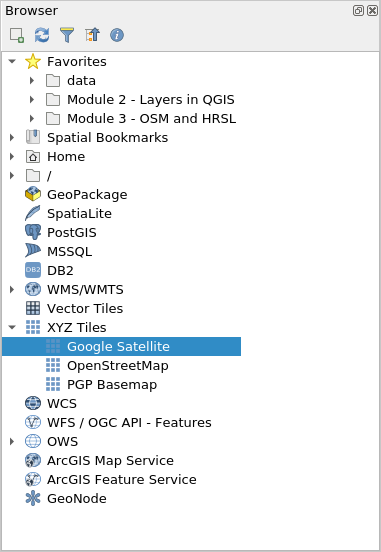 Browser
Favorites
data
Module 2 - Layers in QGIS
Module 3 - OSM and HRSL
Spatial Bookmarks
Home
/
GeoPackage
SpatiaLite
PostGIS
MSSQL
DB2 DB2
WMS/WMTS
Vector Tiles
XYZ Tiles
Google Satellite
OpenStreetMap
PGP Basemap
WCS
WFS / OGC API - Features
OWS
ArcGIS Map Service
ArcGIS Feature Service
GeoNode